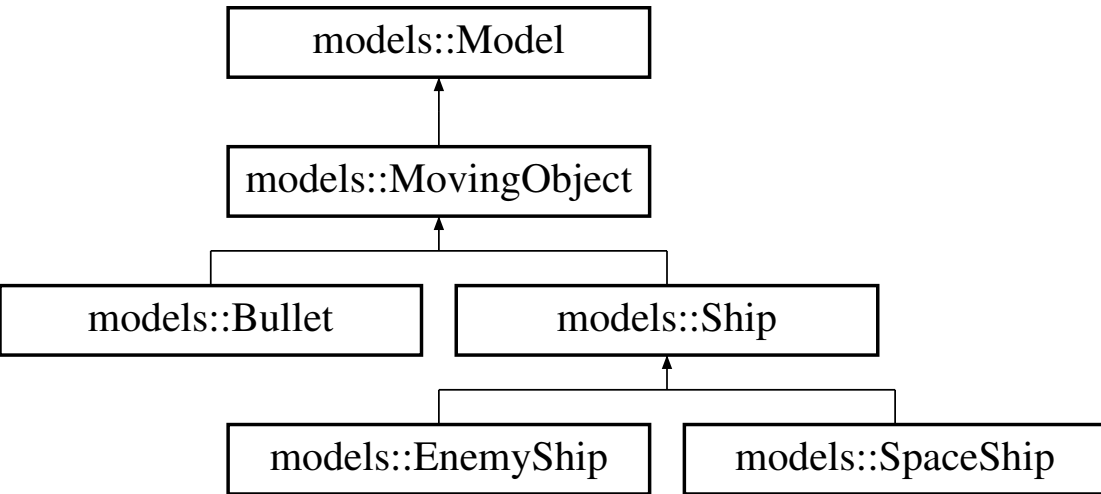 models::Model
models::MovingObject
models::Bullet
models::Ship
models::EnemyShip
models::SpaceShip